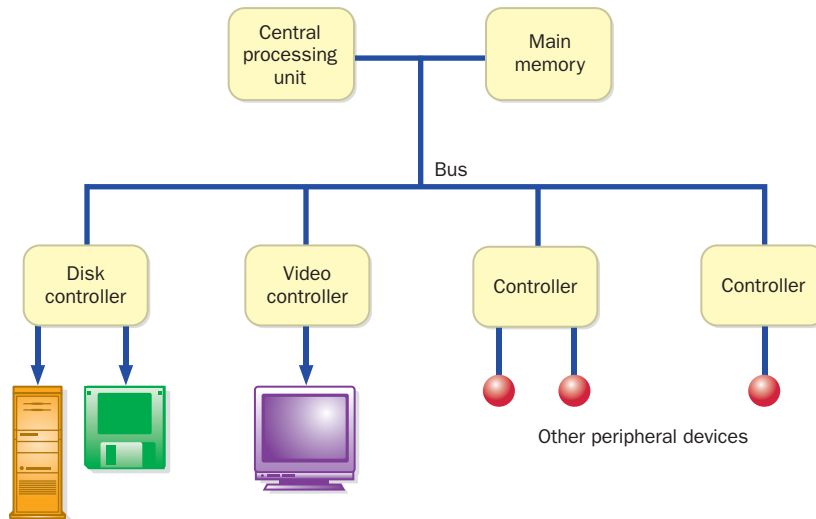 Central
processing
unit
Main
memory
Bus
Disk
controller
Video
controller
Controller
Controller
Other peripheral devices